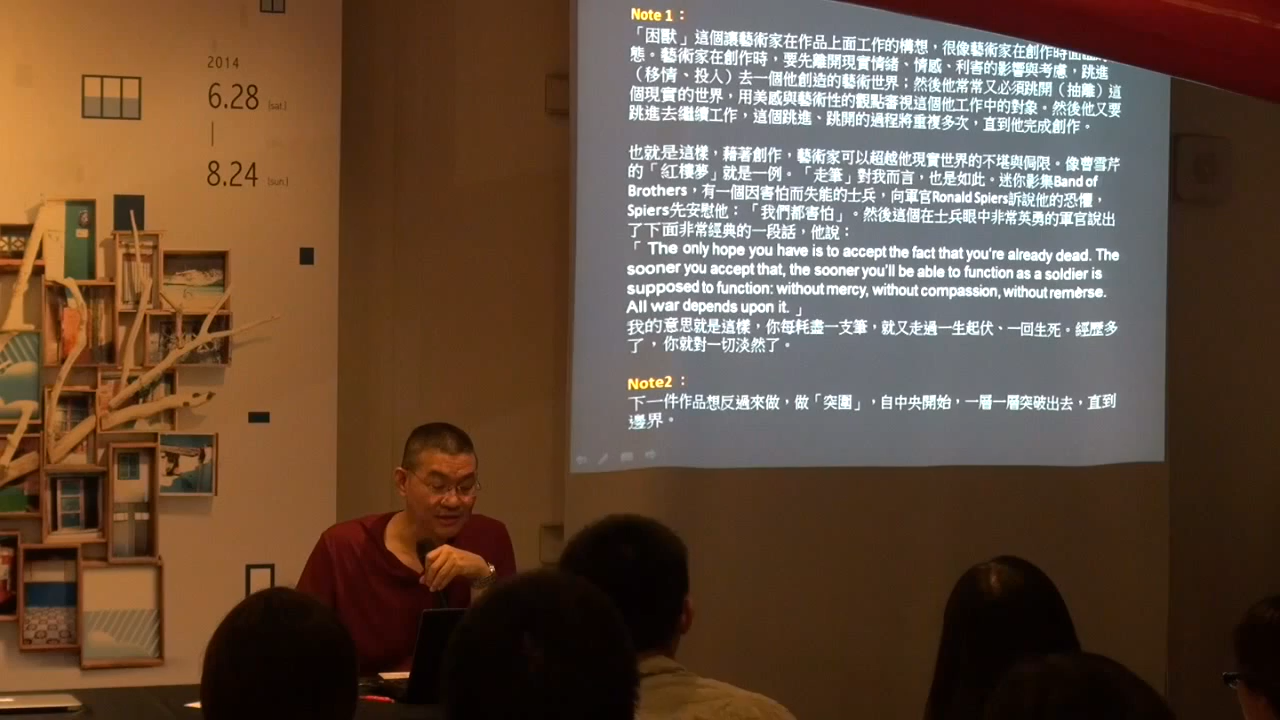 2014
6.28 [sat.]
8.24 [sun.]
Note 1：
「困獸」這個讓藝術家在作品上面工作的構想，很像藝術家在創作時面臨
態。藝術家在創作時，要先離開現實情緒、情感、利害的影響與考慮，跳進
（移情、投入）去一個他創造的藝術世界；然後他常常又必須跳開（抽離）這
個現實的世界，用美感與藝術性的觀點審視這個他工作中的對象。然後他又要
跳進去繼續工作，這個跳進、跳開的過程將重複多次，直到他完成創作。
也就是這樣，藉著創作，藝術家可以超越他現實世界的不堪與侷限。像曹雪芹
的「紅樓夢」就是一例。「走筆」對我而言，也是如此。迷你影集Band of
Brothers，有一個因害怕而失能的士兵，向軍官Ronald Spiers訴說他的恐懼，
Spiers先安慰他：「我們都害怕」。然後這個在士兵眼中非常英勇的軍官說出
了下面非常經典的一段話，他說：
「 The only hope you have is to accept the fact that you're already dead. The
sooner you accept that, the sooner you'll be able to function as a soldier is
supposed to function: without mercy, without compassion, without remerse.
All war depends upon it. 」
我的意思就是這樣，你每耗盡一支筆，就又走過一生起伏、一回生死。經歷多
了，你就對一切淡然了。
Note2：
下一件作品想反過來做，做「突圍」，自中央開始，一層一層突破出去，直到
邊界。